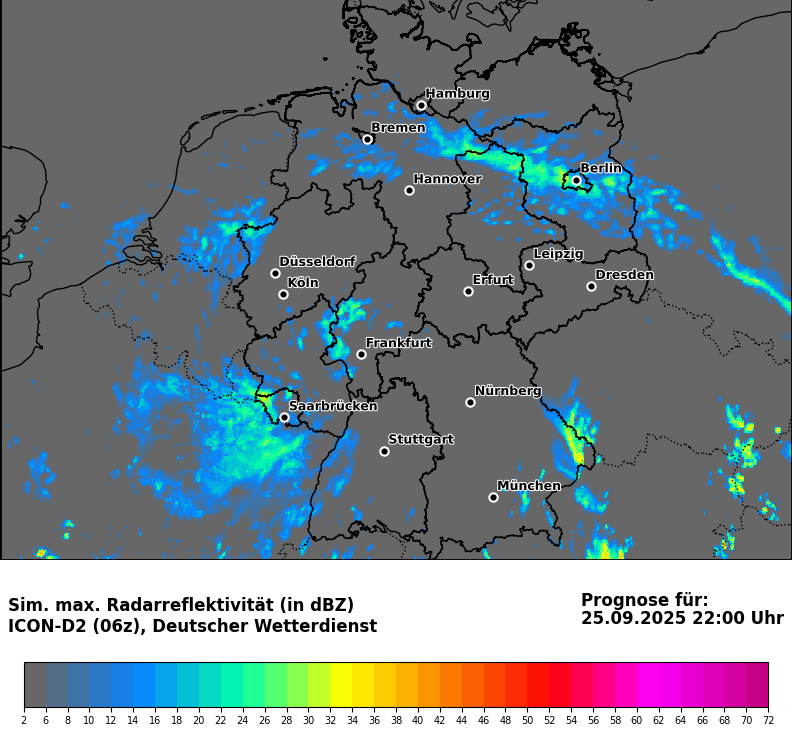 Hamburg
Bremen
Berlin
Hannover
Leipzig
Düsseldorf
Dresden
Köln
Erfurt
Frankfurt
Nürnberg
Saarbrücken
Stuttgart
München
Sim. max. Radarreflektivität (in dBZ)
ICON-D2 (06z), Deutscher Wetterdienst
Prognose für:
25.09.2025 22:00 Uhr
2 6 8 10 12 14 16 18 20 22 24 26 28 30 32 34 36 38 40 42 44 46 48 50 52 54 56 58 60 62 64 66 68 70 72